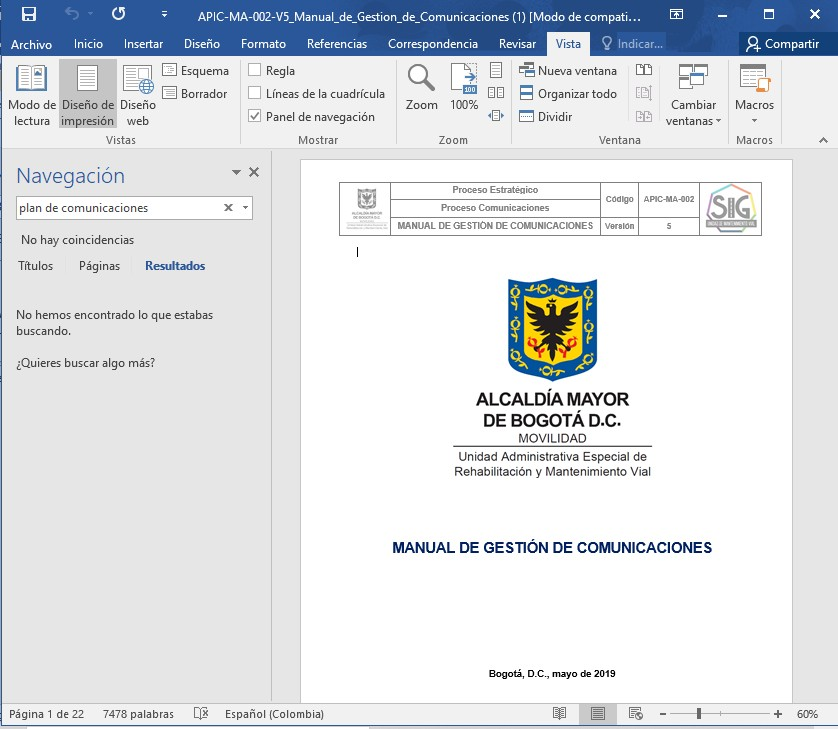 APIC-MA-002-V5_Manual_de_Gestion_de_Comunicaciones (1) [Modo de compati...
Archivo Inicio Insertar Diseño Formato Referencias Correspondencia Revisar Vista Indicar... Compartir
Modo de lectura
Diseño de impresión
Diseño web
Esquema
Borrador
Vistas
Regla
Líneas de la cuadrícula
Panel de navegación
Mostrar
Zoom
100
100%
Zoom
Nueva ventana
Organizar todo
Dividir
Cambiar ventanas
Ventana
Macros
Macros
Navegación
plan de comunicaciones
No hay coincidencias
Títulos Páginas Resultados
No hemos encontrado lo que estabas
buscando.
¿Quieres buscar algo más?
ALCALDÍA MAYOR
DE BOGOTÁ D.C.
Proceso Estratégico
Proceso Comunicaciones
MANUAL DE GESTIÓN DE COMUNICACIONES
Código APIC-MA-002
Versión 5
SIG
ALCALDÍA MAYOR
DE BOGOTÁ D.C.
MOVILIDAD
Unidad Administrativa Especial de
Rehabilitación y Mantenimiento Vial
MANUAL DE GESTIÓN DE COMUNICACIONES
Bogotá, D.C., mayo de 2019
Página 1 de 22 7478 palabras Español (Colombia) 60%